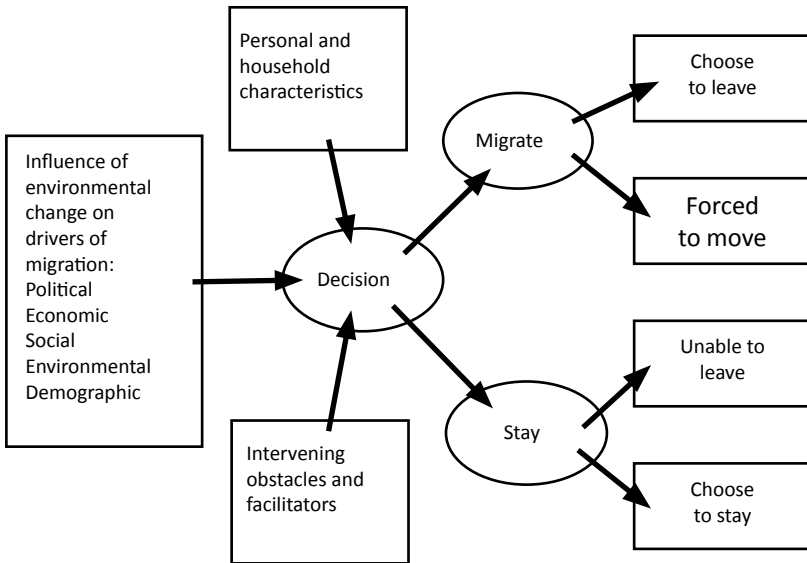 Personal and
household
characteristics
Choose
to leave
Migrate
Influence of
environmental
change on
drivers of
migration:
Political
Economic
Social
Environmental
Demographic
Forced
to move
Decision
Unable to
leave
Stay
Intervening
obstacles and
facilitators
Choose
to stay